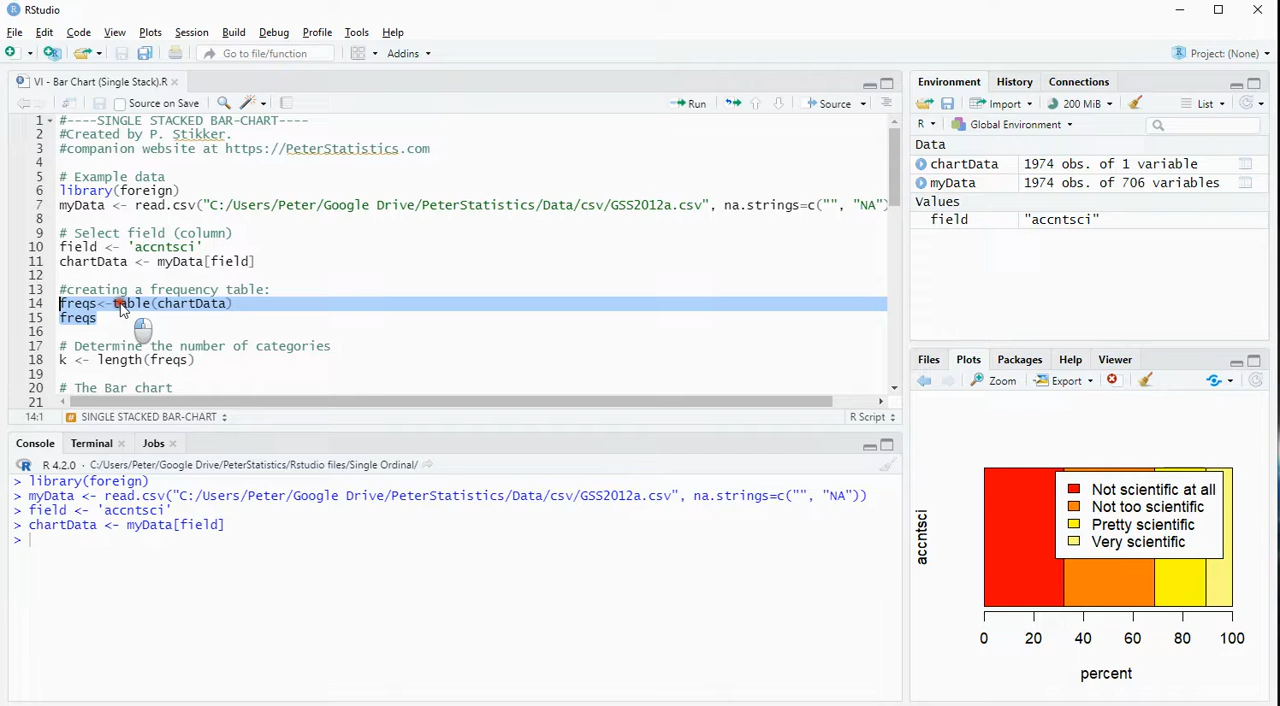 RStudio
File Edit Code View Plots Session Build Debug Profile Tools Help
Go to file/function Addins Project: (None)
VI - Bar Chart (Single Stack).R
Source on Save Run Source
1 #----SINGLE STACKED BAR-CHART----
2 #Created by P. Stikker.
3 #companion website at https://PeterStatistics.com
4
5 # Example data
6 library(foreign)
7 myData <- read.csv("C:/Users/Peter/Google Drive/PeterStatistics/Data/csv/GSS2012a.csv", na.strings=c("", "NA")
8
9 # Select field (column)
10 field <- 'accntsci'
11 chartData <- myData[field]
12
13 #creating a frequency table:
14 freqs<-table(chartData)
15 freqs
16
17 # Determine the number of categories
18 k <- length(freqs)
19
20 # The Bar chart
21
14:1 SINGLE STACKED BAR-CHART R Script
Console Terminal Jobs
R 4.2.0 · C:/Users/Peter/Google Drive/PeterStatistics/Rstudio files/Single Ordinal/
> library(foreign)
> myData <- read.csv("C:/Users/Peter/Google Drive/PeterStatistics/Data/csv/GSS2012a.csv", na.strings=c("", "NA"))
> field <- 'accntsci'
> chartData <- myData[field]
>
Environment History Connections
Import 200 MiB List
R Global Environment
Data
chartData 1974 obs. of 1 variable
myData 1974 obs. of 706 variables
Values
field "accntsci"
Files Plots Packages Help Viewer
Zoom Export
Not scientific at all
Not too scientific
Pretty scientific
Very scientific
accntsci
0 20 40 60 80 100
percent